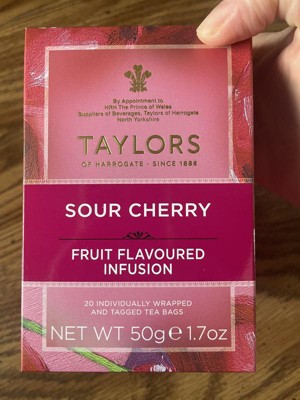 By Appointment to
HRH The Prince of Wales
Suppliers of Beverages, Taylors of Harrogate
North Yorkshire
TAYLORS
OF HARROGATE · SINCE 1886
SOUR CHERRY
FRUIT FLAVOURED
INFUSION
20 INDIVIDUALLY WRAPPED
AND TAGGED TEA BAGS
NET WT 50g ℮ 1.7oz